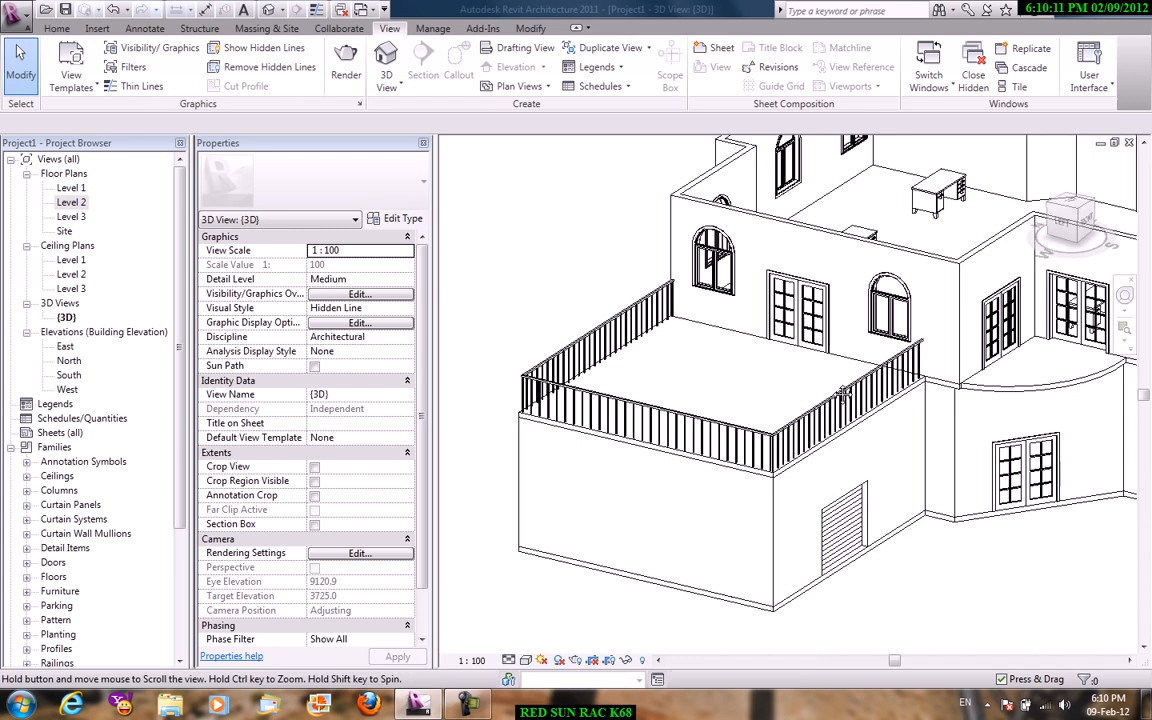 Autodesk Revit Architecture 2011 - [Project1 - 3D View: {3D}]
Type a keyword or phrase
6:10:11 PM 02/09/2012
Home Insert Annotate Structure Massing & Site Collaborate View Manage Add-Ins Modify
Modify
View Templates
Visibility/ Graphics
Filters
Thin Lines
Show Hidden Lines
Remove Hidden Lines
Cut Profile
Render
3D View
Section
Callout
Drafting View
Elevation
Plan Views
Duplicate View
Legends
Schedules
Scope Box
Sheet
View
Title Block
Revisions
Guide Grid
Matchline
View Reference
Viewports
Switch Windows
Close Hidden
Replicate
Cascade
Tile
User Interface
Select Graphics Create Sheet Composition Windows
Project1 - Project Browser
Views (all)
Floor Plans
Level 1
Level 2
Level 3
Site
Ceiling Plans
Level 1
Level 2
Level 3
3D Views
{3D}
Elevations (Building Elevation)
East
North
South
West
Legends
Schedules/Quantities
Sheets (all)
Families
Annotation Symbols
Ceilings
Columns
Curtain Panels
Curtain Systems
Curtain Wall Mullions
Detail Items
Doors
Floors
Furniture
Parking
Pattern
Planting
Profiles
Railings
Properties
3D View: {3D}
Edit Type
Graphics
View Scale 1 : 100
Scale Value 1: 100
Detail Level Medium
Visibility/Graphics Ov... Edit...
Visual Style Hidden Line
Graphic Display Opti... Edit...
Discipline Architectural
Analysis Display Style None
Sun Path
Identity Data
View Name {3D}
Dependency Independent
Title on Sheet
Default View Template None
Extents
Crop View
Crop Region Visible
Annotation Crop
Far Clip Active
Section Box
Camera
Rendering Settings Edit...
Perspective
Eye Elevation 9120.9
Target Elevation 3725.0
Camera Position Adjusting
Phasing
Phase Filter Show All
Properties help
Apply
LEFT
1 : 100
Hold button and move mouse to Scroll the view. Hold Ctrl key to Zoom. Hold Shift key to Spin.
Press & Drag
:0
EN
6:10 PM
09-Feb-12
RED SUN RAC K68